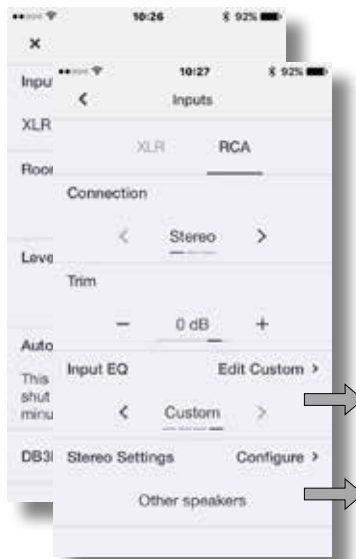 10:26 92%
×
Inpu
XLR
Room
Leve
Auto
This
shut
minu
DB3
10:27 92%
< Inputs
XLR RCA
Connection
< Stereo >
Trim
− 0 dB +
Input EQ Edit Custom >
< Custom >
Stereo Settings Configure >
Other speakers